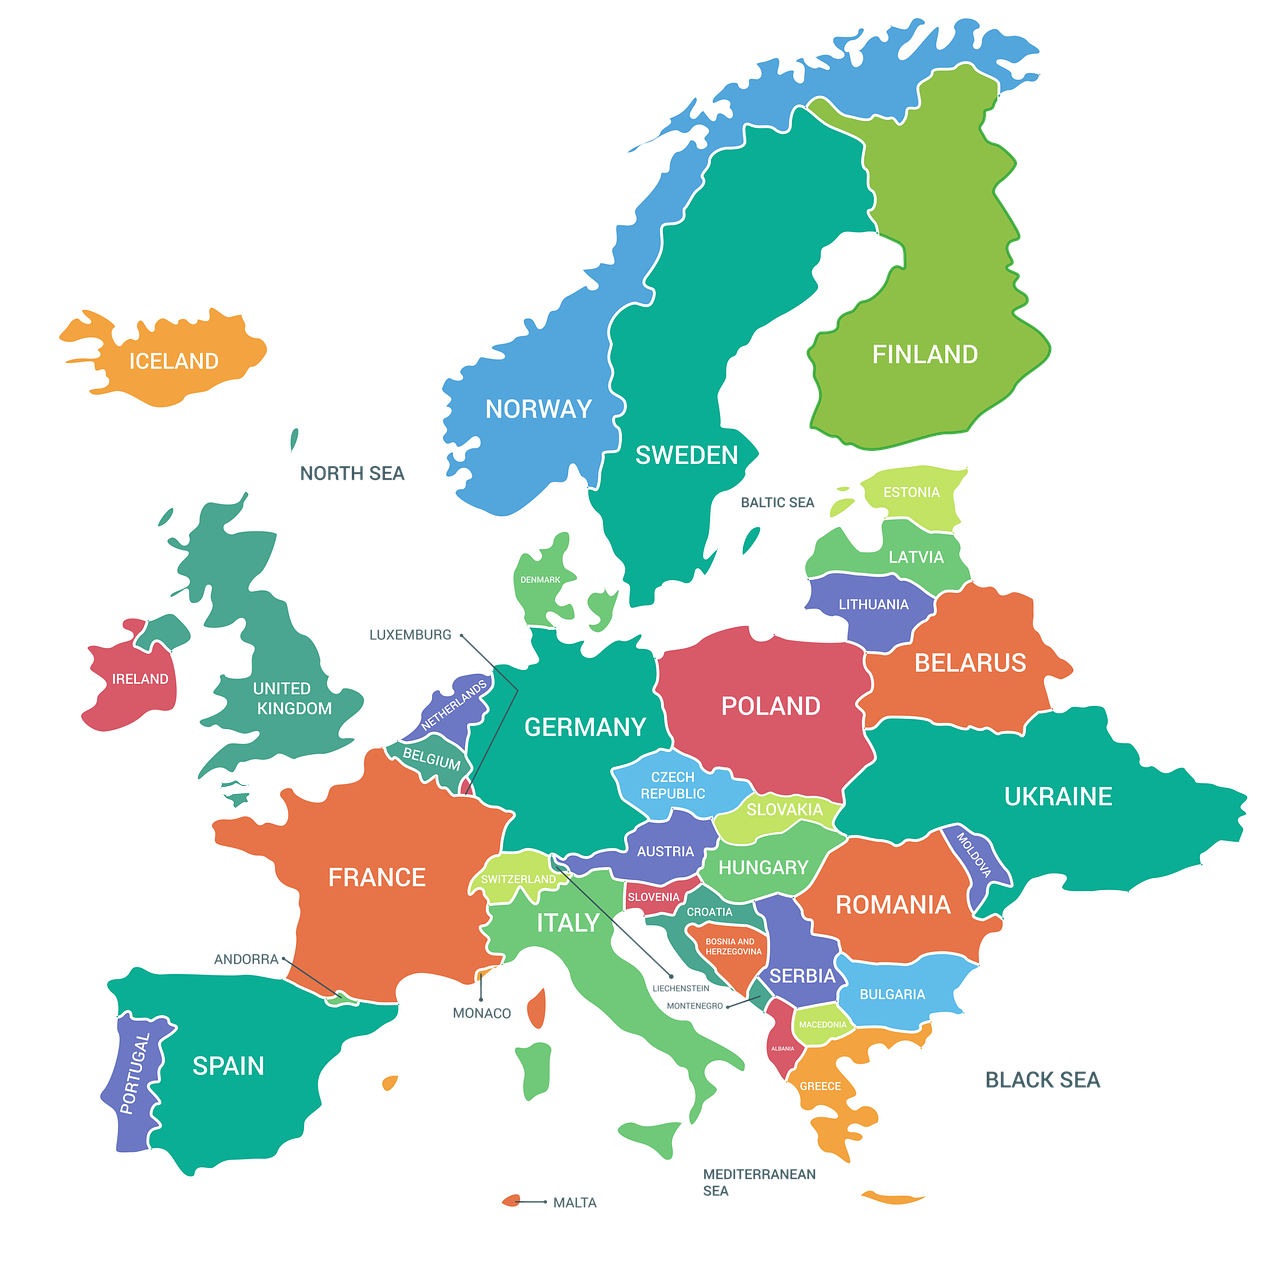 ICELAND
NORWAY
SWEDEN
FINLAND
NORTH SEA
BALTIC SEA
ESTONIA
LATVIA
LITHUANIA
DENMARK
LUXEMBURG
IRELAND
UNITED
KINGDOM
NETHERLANDS
BELGIUM
GERMANY
POLAND
BELARUS
CZECH
REPUBLIC
SLOVAKIA
UKRAINE
FRANCE
SWITZERLAND
AUSTRIA
HUNGARY
MOLDOVA
ROMANIA
SLOVENIA
CROATIA
ITALY
BOSNIA AND
HERZEGOVINA
SERBIA
ANDORRA
MONACO
LIECHENSTEIN
MONTENEGRO
BULGARIA
MACEDONIA
ALBANIA
GREECE
PORTUGAL
SPAIN
BLACK SEA
MEDITERRANEAN
SEA
MALTA